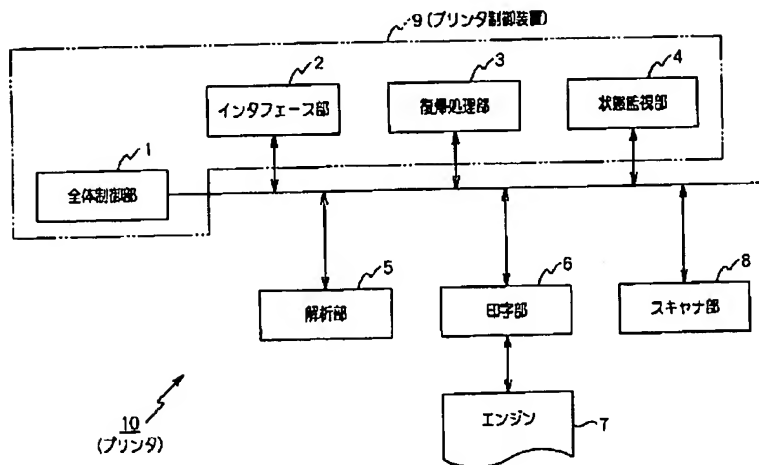 9(プリンタ制御装置)
2
インタフェース部
3
復帰処理部
4
状態監視部
1
全体制御部
5
解析部
6
印字部
8
スキャナ部
エンジン
7
10
(プリンタ)